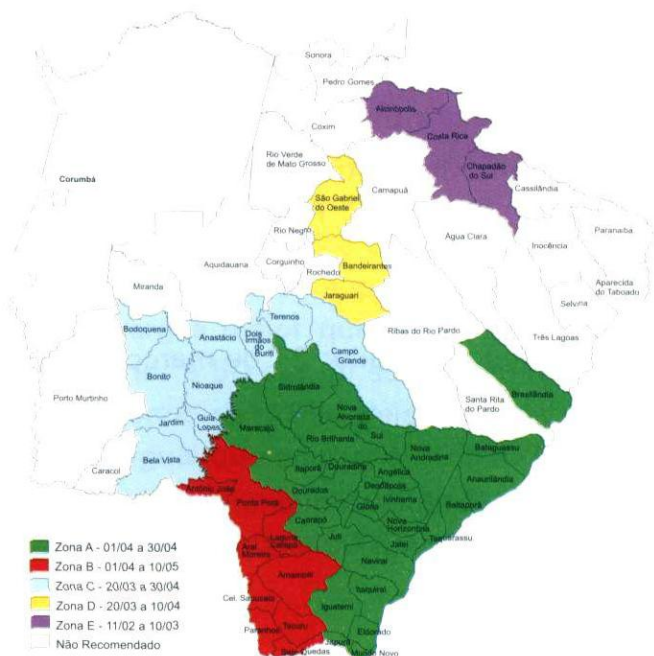 Sonora
Pedro Gomes
Alcinópolis
Coxim
Costa Rica
Rio Verde
de Mato Grosso
Chapadão
do Sul
Corumbá
Camapuã
Cassilândia
São Gabriel
do Oeste
Paranaíba
Rio Negro
Água Clara
Inocência
Corguinho
Bandeirantes
Aquidauana
Rochedo
Aparecida
do Taboado
Miranda
Jaraguari
Selvíria
Terenos
Bodoquena
Anastácio
Dois
Irmãos
do
Buriti
Ribas do Rio Pardo
Três Lagoas
Campo
Grande
Bonito
Nioaque
Sidrolândia
Brasilândia
Porto Murtinho
Santa Rita
do Pardo
Guia
Lopes
Jardim
Maracaju
Nova
Alvorada
do
Sul
Rio Brilhante
Bela Vista
Nova
Andradina
Bataguassu
Caracol
Itaporã
Douradina
Angélica
Anaurilândia
Antônio João
Dourados
Deodápolis
Ivinhema
Ponta Porã
Glória
Batayporã
Caarapó
Nova
Horizontina
Taquarussu
Laguna
Carapã
Juti
Jateí
Aral
Moreira
Naviraí
Amambai
Itaquiraí
Cel. Sapucaia
Iguatemi
Paranhos
Tacuru
Eldorado
Japorã
Sete Quedas
Mundo Novo
Zona A - 01/04 a 30/04
Zona B - 01/04 a 10/05
Zona C - 20/03 a 30/04
Zona D - 20/03 a 10/04
Zona E - 11/02 a 10/03
Não Recomendado